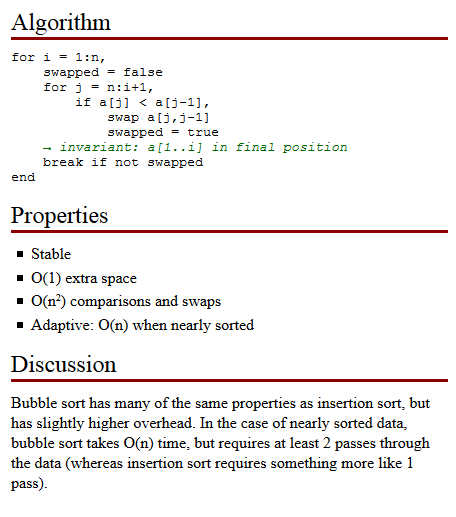 Algorithm
for i = 1:n,
    swapped = false
    for j = n:i+1,
        if a[j] < a[j-1],
            swap a[j,j-1]
            swapped = true
    → invariant: a[1..i] in final position
    break if not swapped
end
Properties
▪ Stable
▪ O(1) extra space
▪ O(n²) comparisons and swaps
▪ Adaptive: O(n) when nearly sorted
Discussion
Bubble sort has many of the same properties as insertion sort, but
has slightly higher overhead. In the case of nearly sorted data,
bubble sort takes O(n) time, but requires at least 2 passes through
the data (whereas insertion sort requires something more like 1
pass).